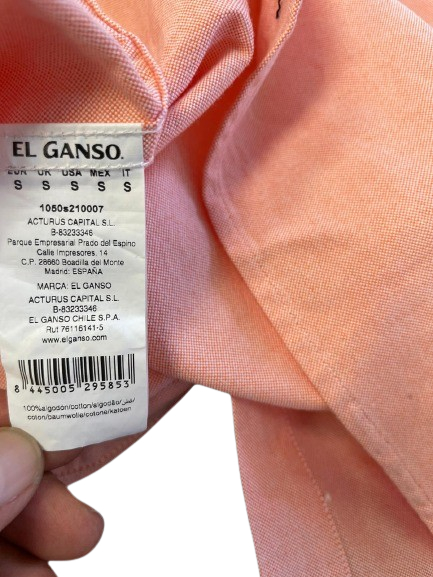 EL GANSO.
EUR UK USA MEX IT
S S S S S
1050s210007
ACTURUS CAPITAL S.L.
B-83233346
Parque Empresarial Prado del Espino
Calle Impresores, 14
C.P. 28660 Boadilla del Monte
Madrid; ESPAÑA
MARCA: EL GANSO
ACTURUS CAPITAL S.L.
B-83233346
EL GANSO CHILE S.P.A.
Rut 76116141-5
www.elganso.com
8 445005 295853
100%algodon/cotton/algodão/قطن/
coton/baumwolle/cotone/katoen